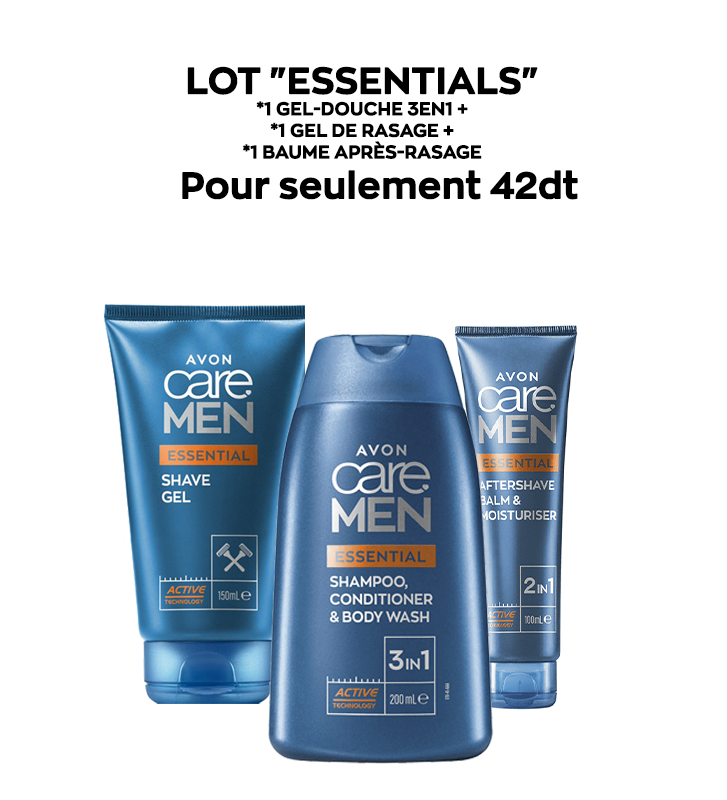 LOT "ESSENTIALS"
*1 GEL-DOUCHE 3EN1 +
*1 GEL DE RASAGE +
*1 BAUME APRÈS-RASAGE
Pour seulement 42dt
AVON
care
MEN
ESSENTIAL
SHAVE
GEL
ACTIVE
TECHNOLOGY
150mL e
AVON
care
MEN
ESSENTIAL
SHAMPOO,
CONDITIONER
& BODY WASH
3IN1
ACTIVE
TECHNOLOGY
200 mL e
AVON
care
MEN
ESSENTIAL
AFTERSHAVE
BALM &
MOISTURISER
2IN1
ACTIVE
100mL e